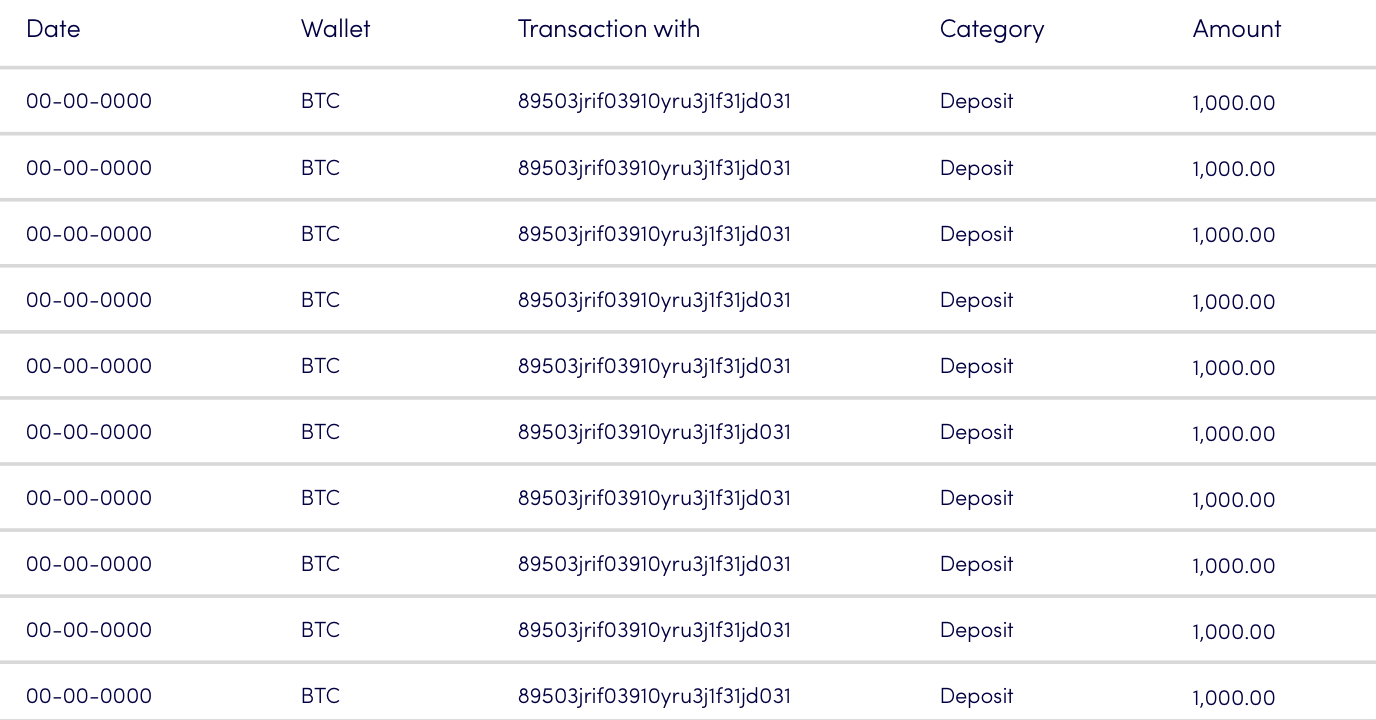 Date Wallet Transaction with Category Amount
00-00-0000 BTC 89503jrif03910yru3j1f31jd031 Deposit 1,000.00
00-00-0000 BTC 89503jrif03910yru3j1f31jd031 Deposit 1,000.00
00-00-0000 BTC 89503jrif03910yru3j1f31jd031 Deposit 1,000.00
00-00-0000 BTC 89503jrif03910yru3j1f31jd031 Deposit 1,000.00
00-00-0000 BTC 89503jrif03910yru3j1f31jd031 Deposit 1,000.00
00-00-0000 BTC 89503jrif03910yru3j1f31jd031 Deposit 1,000.00
00-00-0000 BTC 89503jrif03910yru3j1f31jd031 Deposit 1,000.00
00-00-0000 BTC 89503jrif03910yru3j1f31jd031 Deposit 1,000.00
00-00-0000 BTC 89503jrif03910yru3j1f31jd031 Deposit 1,000.00
00-00-0000 BTC 89503jrif03910yru3j1f31jd031 Deposit 1,000.00